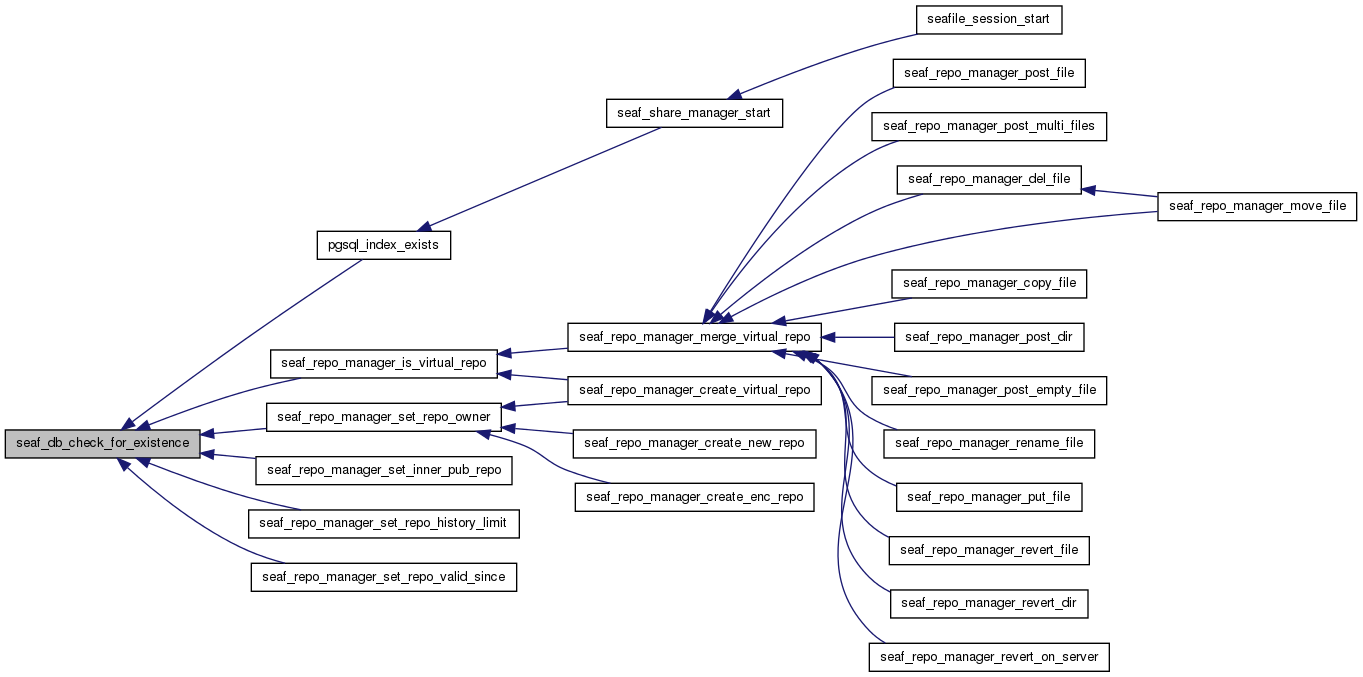 seafile_session_start
seaf_repo_manager_post_file
seaf_share_manager_start
seaf_repo_manager_post_multi_files
seaf_repo_manager_del_file
seaf_repo_manager_move_file
pgsql_index_exists
seaf_repo_manager_copy_file
seaf_repo_manager_merge_virtual_repo
seaf_repo_manager_post_dir
seaf_repo_manager_is_virtual_repo
seaf_repo_manager_create_virtual_repo
seaf_repo_manager_post_empty_file
seaf_repo_manager_set_repo_owner
seaf_db_check_for_existence
seaf_repo_manager_create_new_repo
seaf_repo_manager_rename_file
seaf_repo_manager_set_inner_pub_repo
seaf_repo_manager_create_enc_repo
seaf_repo_manager_put_file
seaf_repo_manager_set_repo_history_limit
seaf_repo_manager_revert_file
seaf_repo_manager_set_repo_valid_since
seaf_repo_manager_revert_dir
seaf_repo_manager_revert_on_server